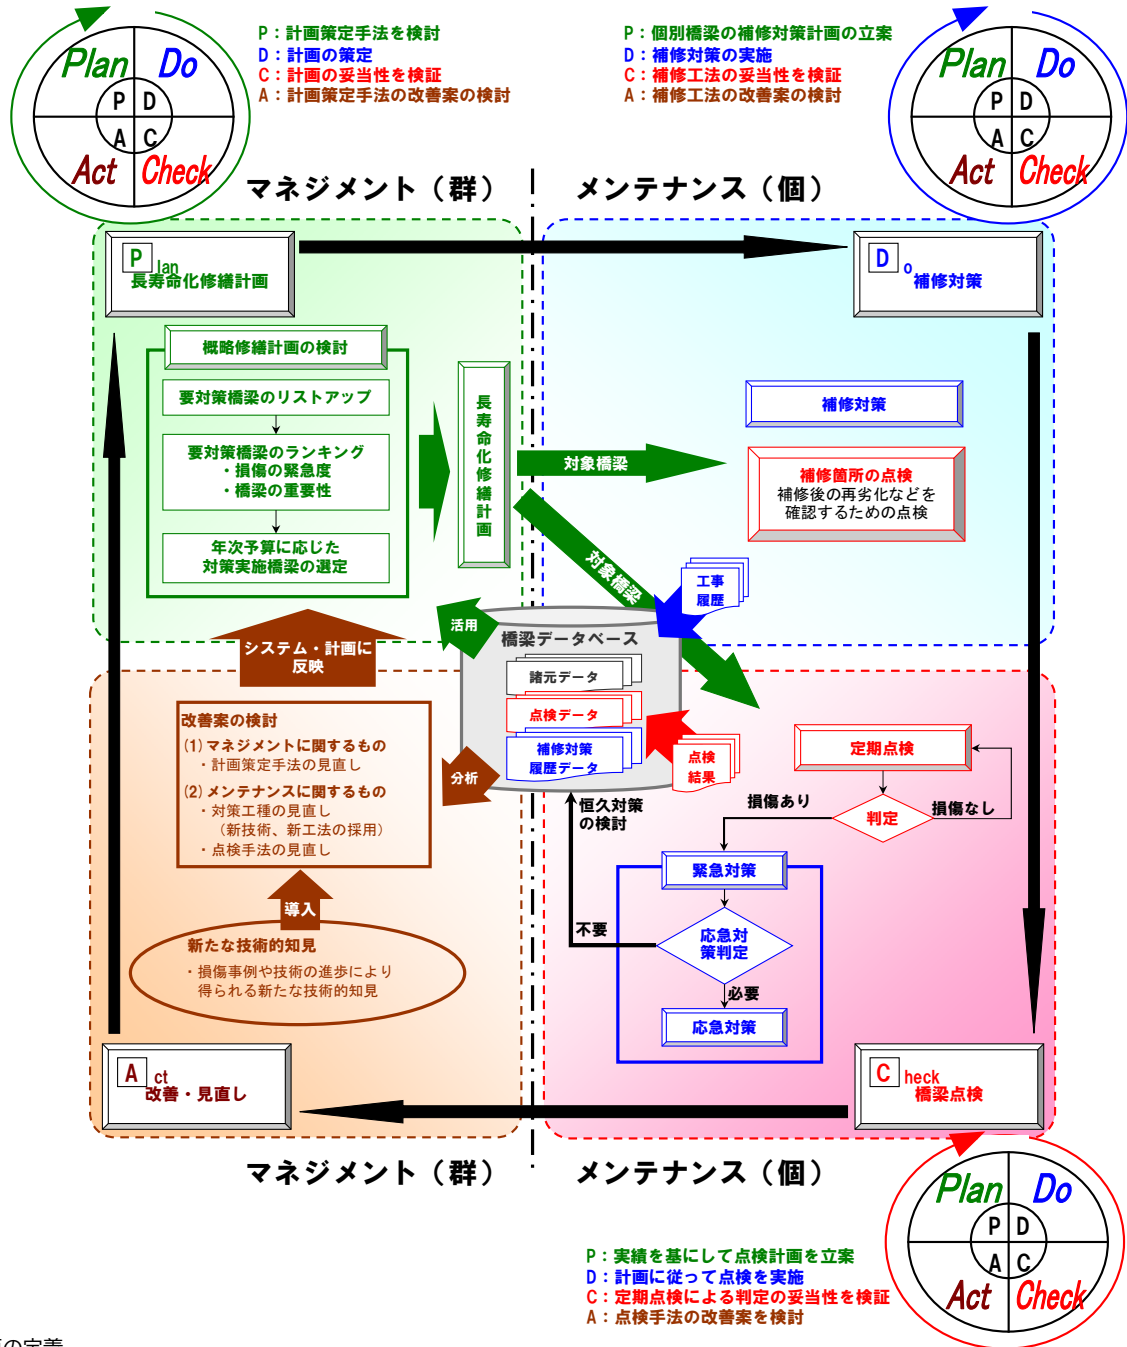 P：計画策定手法を検討
D：計画の策定
C：計画の妥当性を検証
A：計画策定手法の改善案の検討
P：個別橋梁の補修対策計画の立案
D：補修対策の実施
C：補修工法の妥当性を検証
A：補修工法の改善案の検討
Plan
Do
P
D
A
C
Act
Check
Plan
Do
P
D
A
C
Act
Check
マネジメント（群）
メンテナンス（個）
Plan
長寿命化修繕計画
Do
補修対策
概略修繕計画の検討
要対策橋梁のリストアップ
要対策橋梁のランキング
・損傷の緊急度
・橋梁の重要性
年次予算に応じた
対策実施橋梁の選定
長寿命化修繕計画
対象橋梁
対象橋梁
補修対策
補修箇所の点検
補修後の再劣化などを
確認するための点検
工事
履歴
活用
橋梁データベース
諸元データ
点検データ
補修対策
履歴データ
点検
結果
分析
システム・計画に
反映
改善案の検討
(1)マネジメントに関するもの
・計画策定手法の見直し
(2)メンテナンスに関するもの
・対策工種の見直し
（新技術、新工法の採用）
・点検手法の見直し
導入
新たな技術的知見
・損傷事例や技術の進歩により
得られる新たな技術的知見
定期点検
判定
損傷あり
損傷なし
恒久対策
の検討
緊急対策
応急対
策判定
不要
必要
応急対策
Act
改善・見直し
Check
橋梁点検
マネジメント（群）
メンテナンス（個）
Plan
Do
P
D
A
C
Act
Check
P：実績を基にして点検計画を立案
D：計画に従って点検を実施
C：定期点検による判定の妥当性を検証
A：点検手法の改善案を検討
の定義